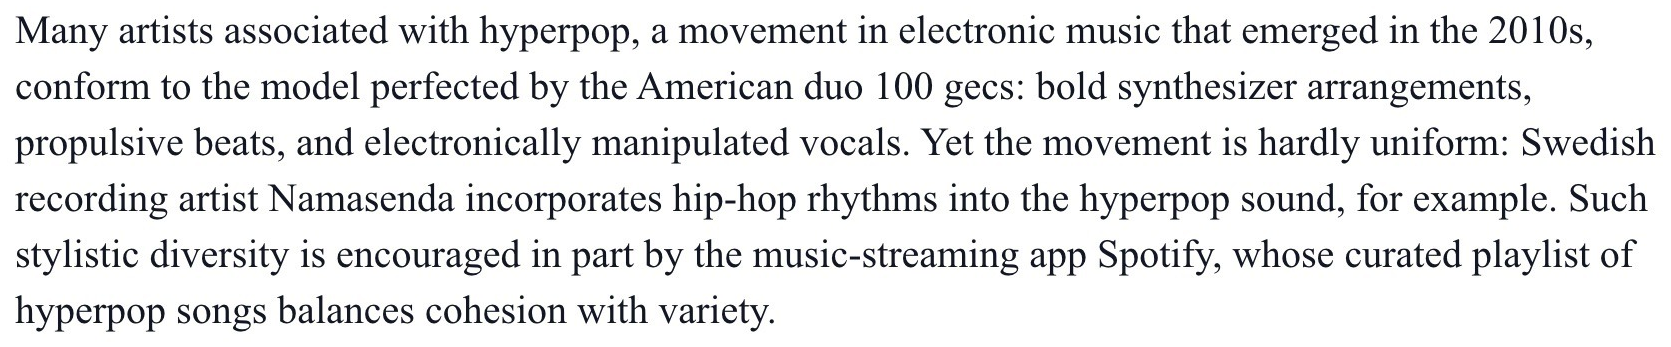 Many artists associated with hyperpop, a movement in electronic music that emerged in the 2010s,
conform to the model perfected by the American duo 100 gecs: bold synthesizer arrangements,
propulsive beats, and electronically manipulated vocals. Yet the movement is hardly uniform: Swedish
recording artist Namasenda incorporates hip-hop rhythms into the hyperpop sound, for example. Such
stylistic diversity is encouraged in part by the music-streaming app Spotify, whose curated playlist of
hyperpop songs balances cohesion with variety.